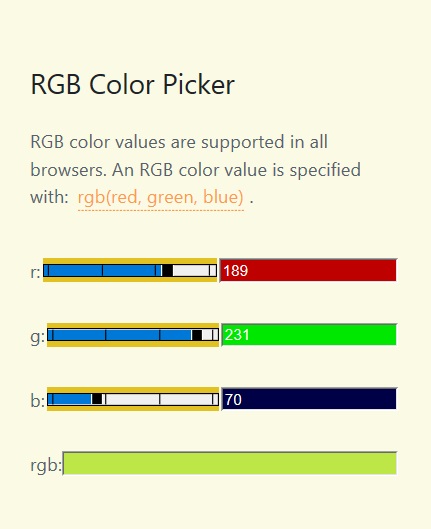 RGB Color Picker
RGB color values are supported in all
browsers. An RGB color value is specified
with: rgb(red, green, blue) .
r: 189
g: 231
b: 70
rgb: